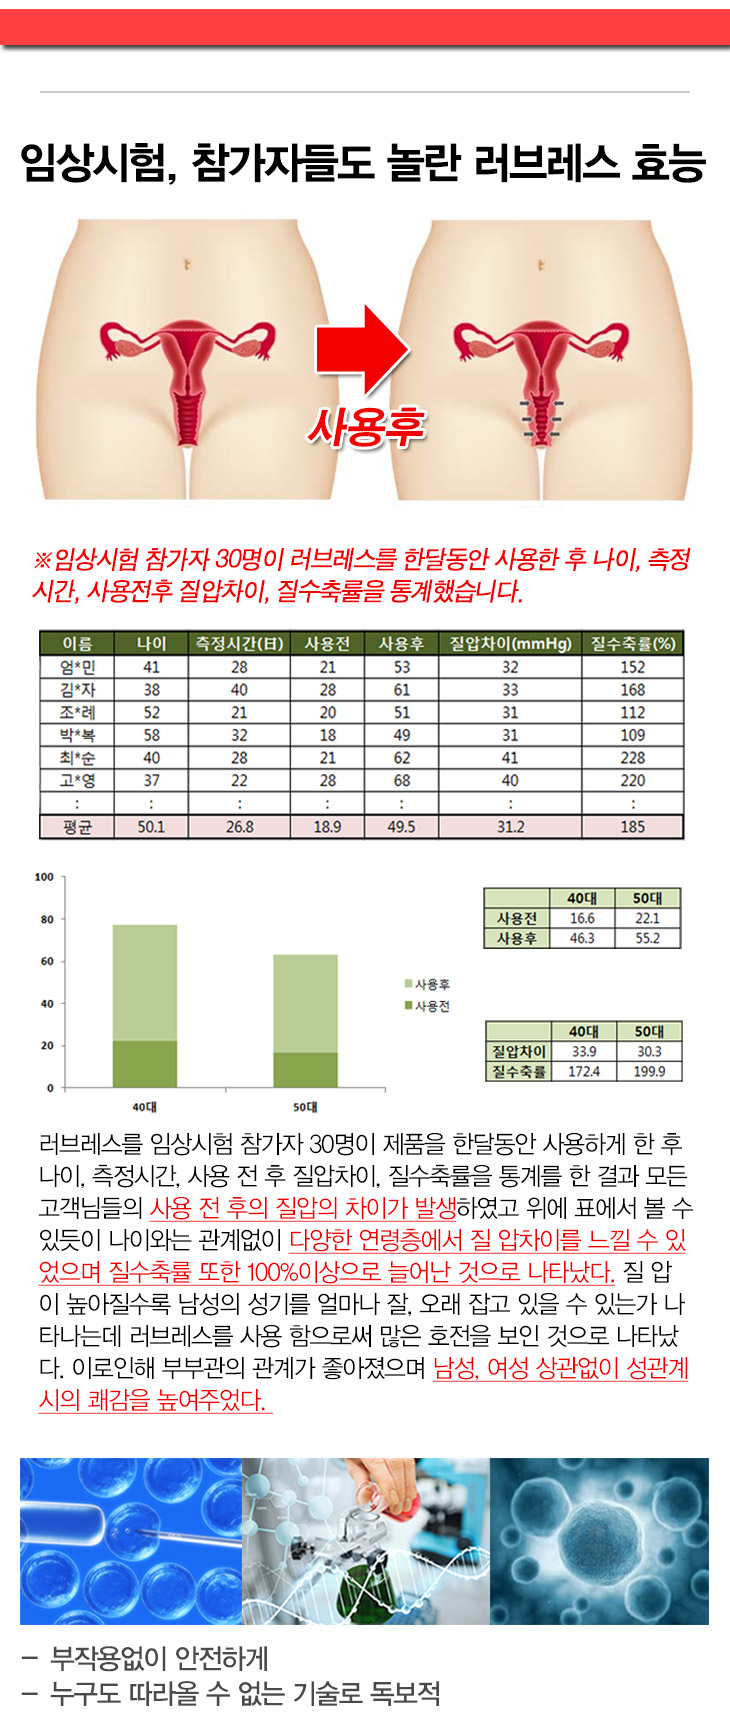 임상시험, 참가자들도 놀란 러브레스 효능
사용후
※임상시험 참가자 30명이 러브레스를 한달동안 사용한 후 나이, 측정
시간, 사용전후 질압차이, 질수축률을 통계했습니다.
이름 나이 측정시간(日) 사용전 사용후 질압차이(mmHg) 질수축률(%)
엄*민 41 28 21 53 32 152
김*자 38 40 28 61 33 168
조*례 52 21 20 51 31 112
박*복 58 32 18 49 31 109
최*순 40 28 21 62 41 228
고*영 37 22 28 68 40 220
: : : : : : :
평균 50.1 26.8 18.9 49.5 31.2 185
100
80
60
40
20
0
40대 50대
사용후
사용전
40대 50대
사용전 16.6 22.1
사용후 46.3 55.2
40대 50대
질압차이 33.9 30.3
질수축률 172.4 199.9
러브레스를 임상시험 참가자 30명이 제품을 한달동안 사용하게 한 후
나이, 측정시간, 사용 전 후 질압차이, 질수축률을 통계를 한 결과 모든
고객님들의 사용 전 후의 질압의 차이가 발생하였고 위에 표에서 볼 수
있듯이 나이와는 관계없이 다양한 연령층에서 질 압차이를 느낄 수 있
었으며 질수축률 또한 100%이상으로 늘어난 것으로 나타났다. 질 압
이 높아질수록 남성의 성기를 얼마나 잘, 오래 잡고 있을 수 있는가 나
타나는데 러브레스를 사용 함으로써 많은 호전을 보인 것으로 나타났
다. 이로인해 부부관의 관계가 좋아졌으며 남성, 여성 상관없이 성관계
시의 쾌감을 높여주었다.
- 부작용없이 안전하게
- 누구도 따라올 수 없는 기술로 독보적